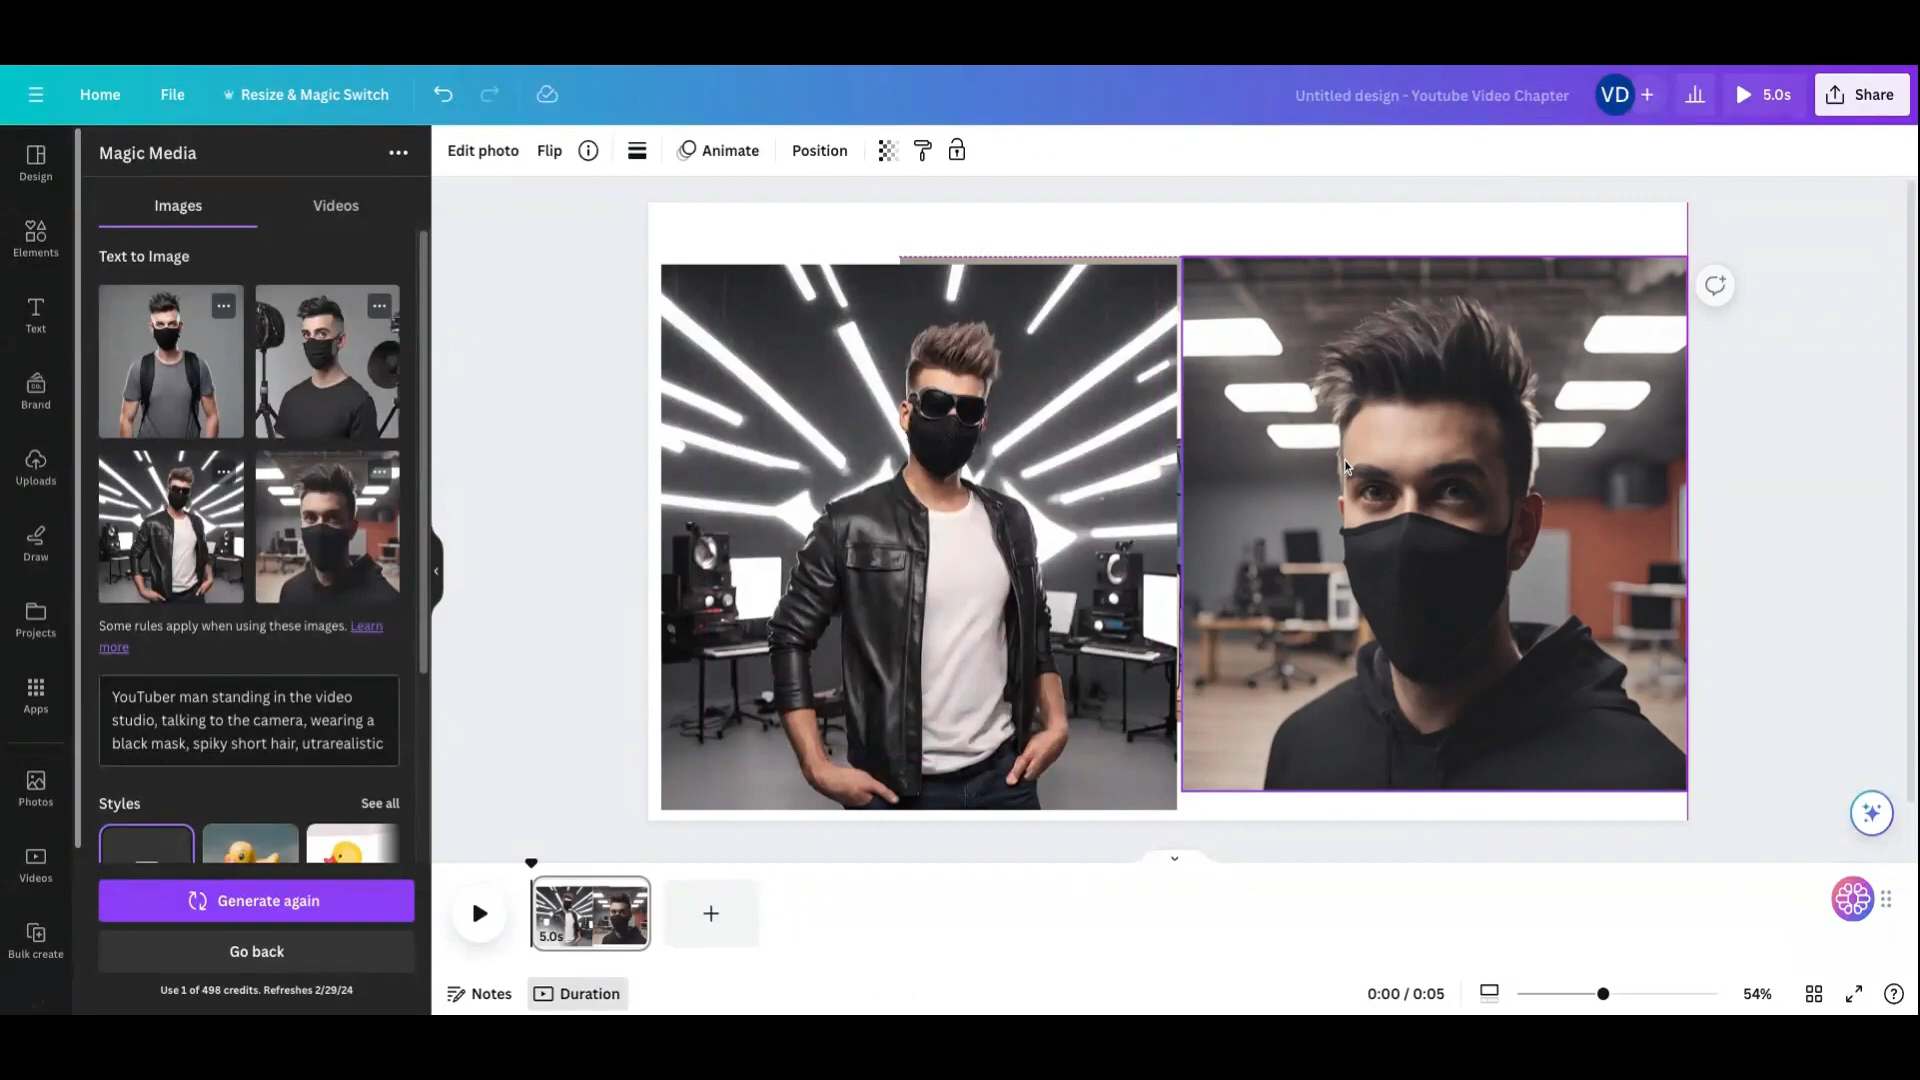 Home
File
Resize & Magic Switch
Untitled design - Youtube Video Chapter
VD
5.0s
Share
Design
Elements
Text
Brand
Uploads
Draw
Projects
Apps
Photos
Videos
Bulk create
Magic Media
Images
Videos
Text to Image
Some rules apply when using these images. Learn
more
YouTuber man standing in the video
studio, talking to the camera, wearing a
black mask, spiky short hair, utrarealistic
Styles
See all
Generate again
Go back
Use 1 of 498 credits. Refreshes 2/29/24
Edit photo
Flip
Animate
Position
5.0s
Notes
Duration
0:00 / 0:05
54%